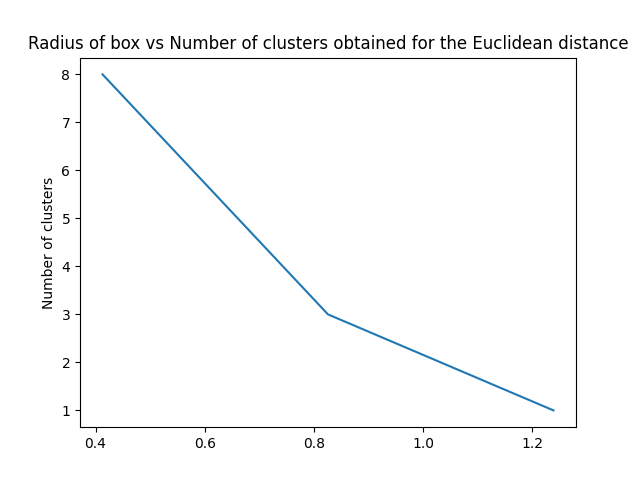 Radius of box vs Number of clusters obtained for the Euclidean distance
Number of clusters
8
7
6
5
4
3
2
1
0.4 0.6 0.8 1.0 1.2